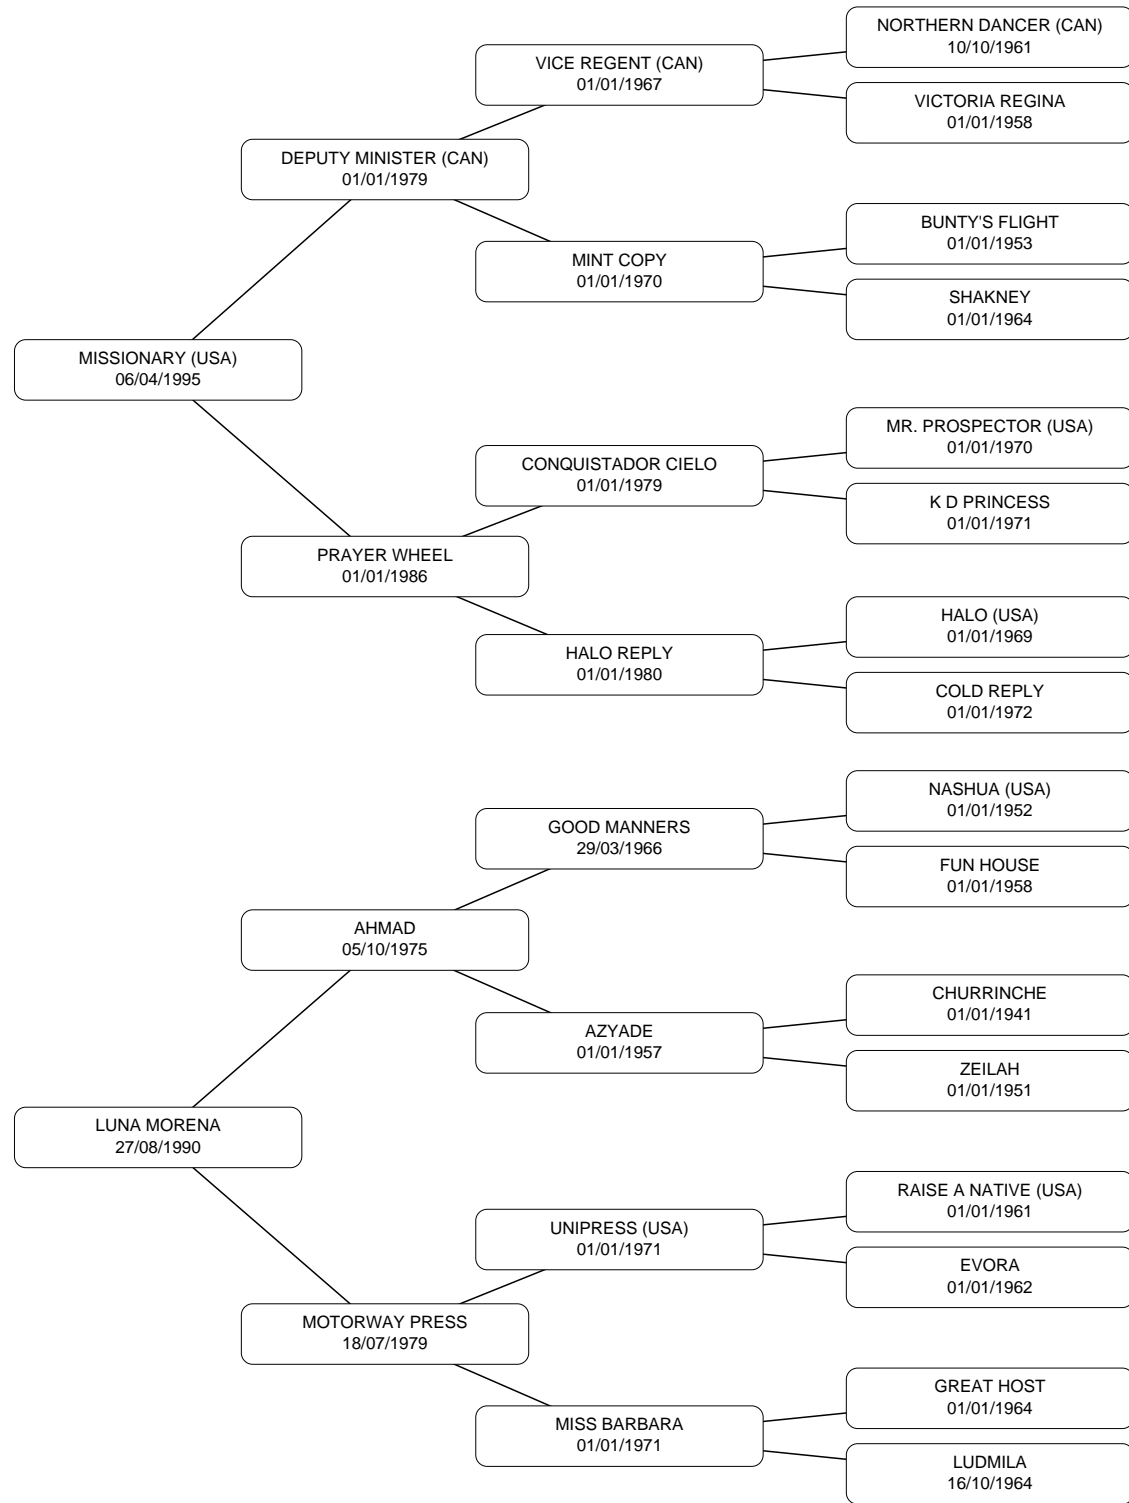 NORTHERN DANCER (CAN)
10/10/1961
VICE REGENT (CAN)
01/01/1967
VICTORIA REGINA
01/01/1958
DEPUTY MINISTER (CAN)
01/01/1979
BUNTY'S FLIGHT
01/01/1953
MINT COPY
01/01/1970
SHAKNEY
01/01/1964
MISSIONARY (USA)
06/04/1995
MR. PROSPECTOR (USA)
01/01/1970
CONQUISTADOR CIELO
01/01/1979
K D PRINCESS
01/01/1971
PRAYER WHEEL
01/01/1986
HALO (USA)
01/01/1969
HALO REPLY
01/01/1980
COLD REPLY
01/01/1972
NASHUA (USA)
01/01/1952
GOOD MANNERS
29/03/1966
FUN HOUSE
01/01/1958
AHMAD
05/10/1975
CHURRINCHE
01/01/1941
AZYADE
01/01/1957
ZEILAH
01/01/1951
LUNA MORENA
27/08/1990
RAISE A NATIVE (USA)
01/01/1961
UNIPRESS (USA)
01/01/1971
EVORA
01/01/1962
MOTORWAY PRESS
18/07/1979
GREAT HOST
01/01/1964
MISS BARBARA
01/01/1971
LUDMILA
16/10/1964